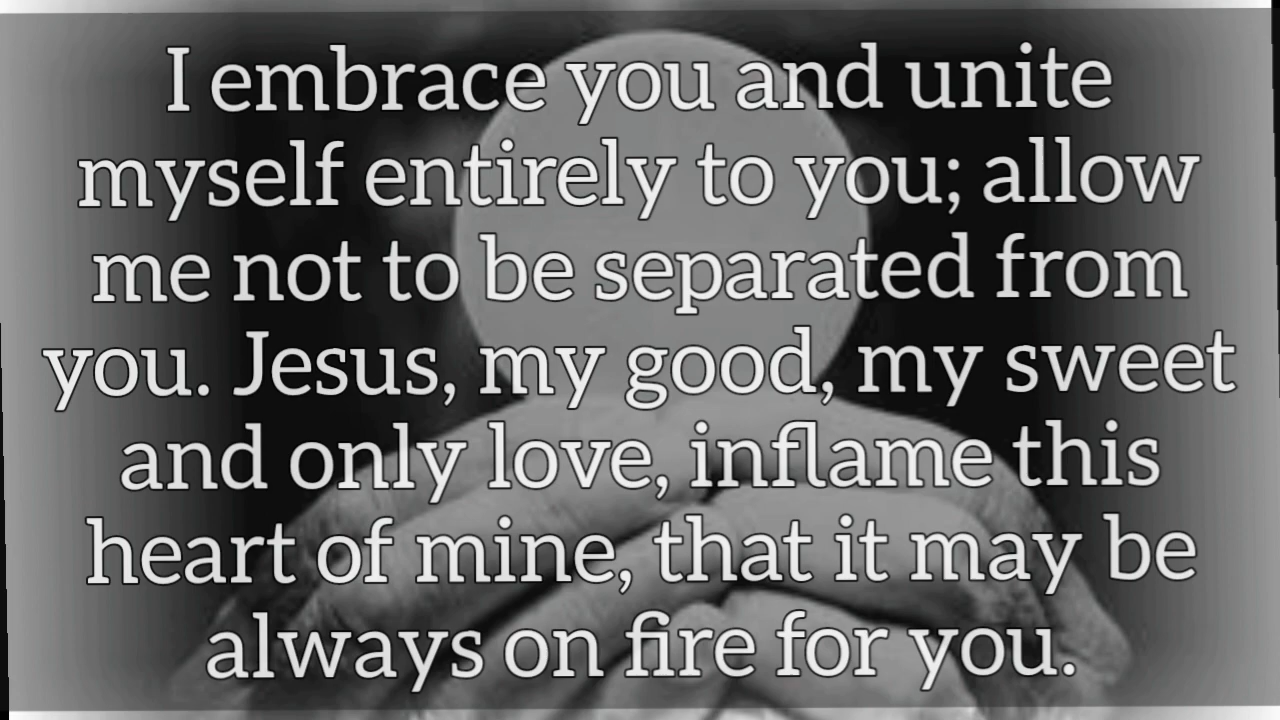 I embrace you and unite
myself entirely to you; allow
me not to be separated from
you. Jesus, my good, my sweet
and only love, inflame this
heart of mine, that it may be
always on fire for you.